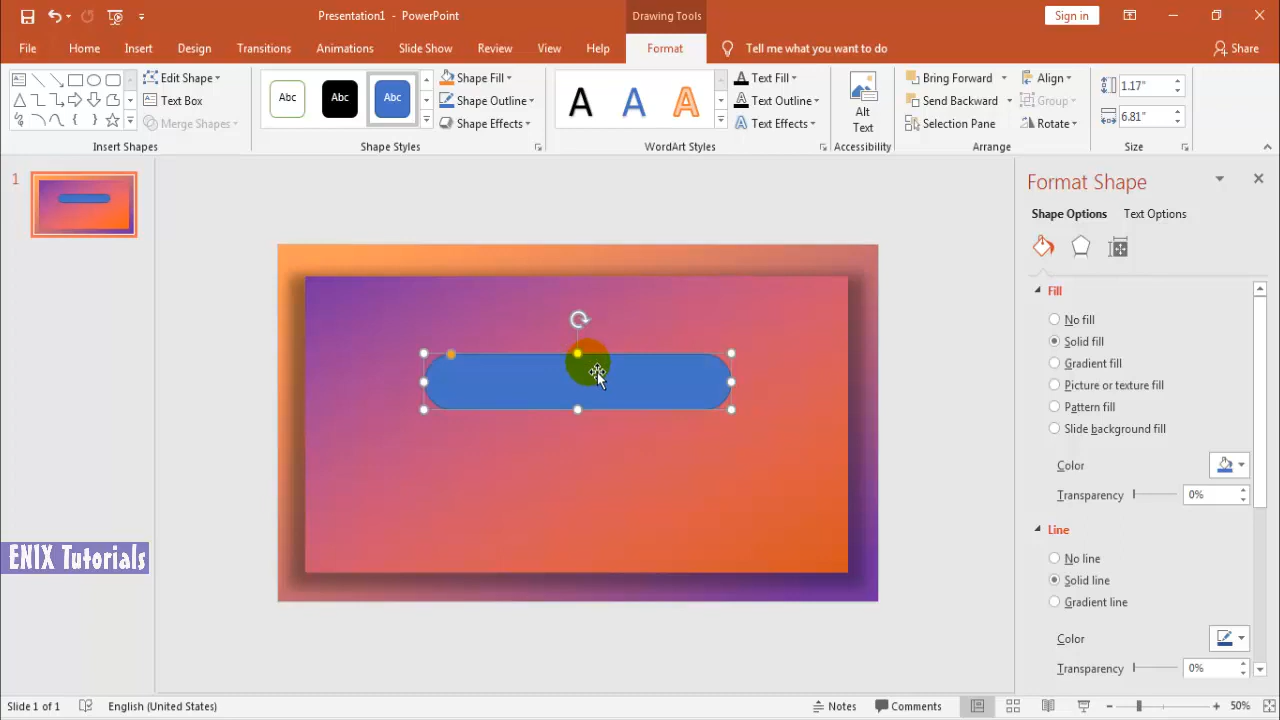 Presentation1 - PowerPoint
Drawing Tools
Sign in
File Home Insert Design Transitions Animations Slide Show Review View Help Format Tell me what you want to do Share
Edit Shape
Text Box
Merge Shapes
Insert Shapes
Abc Abc Abc
Shape Fill
Shape Outline
Shape Effects
Shape Styles
A A A
Text Fill
Text Outline
Text Effects
WordArt Styles
Alt
Text
Accessibility
Bring Forward
Send Backward
Selection Pane
Align
Group
Rotate
Arrange
1.17"
6.81"
Size
1
Format Shape
Shape Options Text Options
Fill
No fill
Solid fill
Gradient fill
Picture or texture fill
Pattern fill
Slide background fill
Color
Transparency 0%
Line
No line
Solid line
Gradient line
Color
Transparency 0%
EN1X Tutorials
Slide 1 of 1 English (United States) Notes Comments 50%